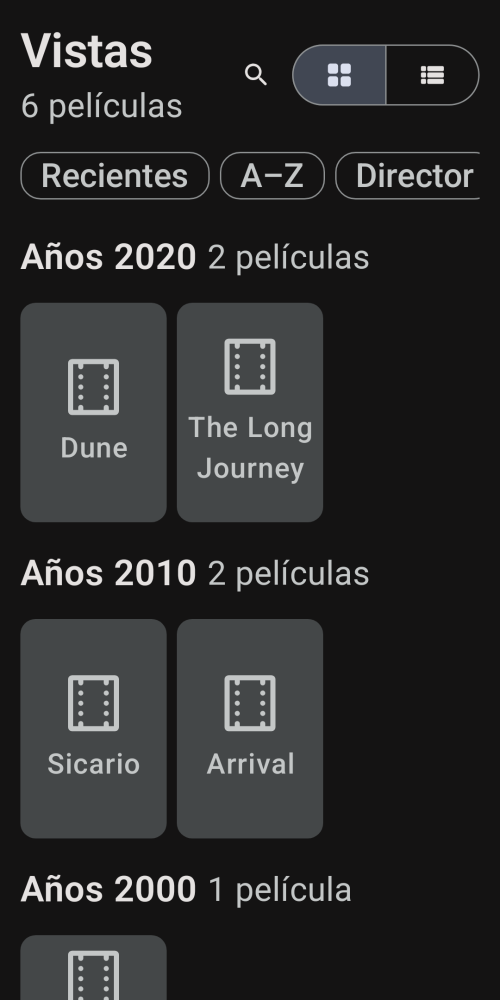 Vistas
6 películas
Recientes
A–Z
Director
Años 2020 2 películas
Dune
The Long
Journey
Años 2010 2 películas
Sicario
Arrival
Años 2000 1 película